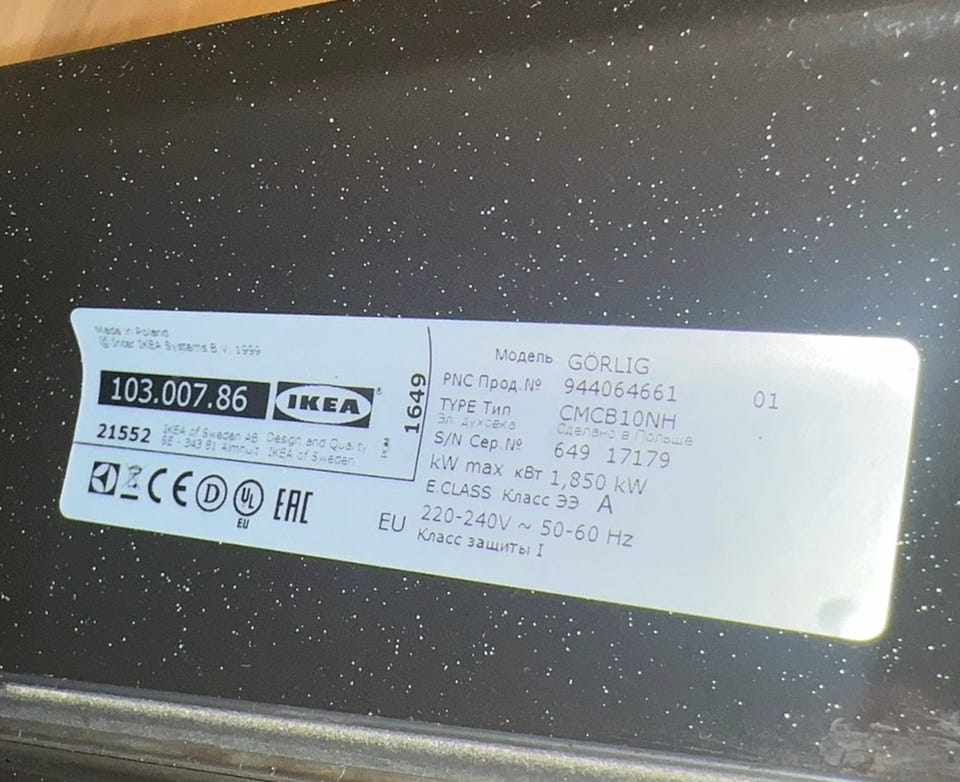 Made in Poland
© Inter IKEA Systems B.V. 1999
103.007.86
IKEA®
21552
IKEA of Sweden AB
SE - 343 81 Älmhult
Design and Quality
IKEA of Sweden
1649
CE D UL
EU
EAC
Модель GÖRLIG
PNC Прод.№ 944064661 01
TYPE Тип CMCB10NH
Эл. духовка Сделано в Польше
S/N Сер.№ 649 17179
kW max кВт 1,850 kW
E.CLASS Класс ЭЭ A
EU 220-240V ~ 50-60 Hz
Класс защиты I